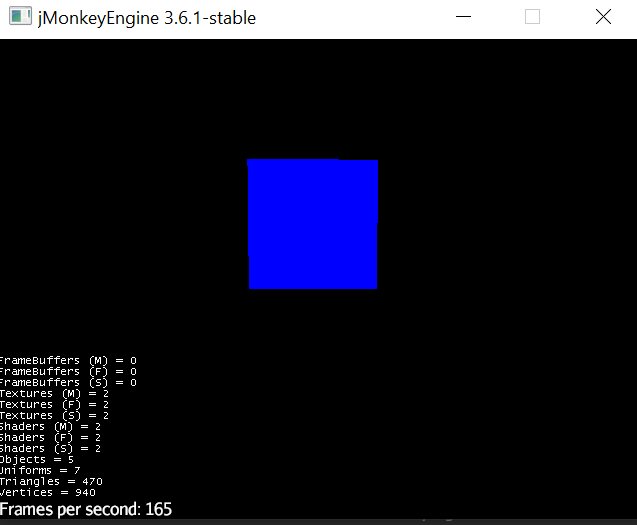 jMonkeyEngine 3.6.1-stable
FrameBuffers (M) = 0
FrameBuffers (F) = 0
FrameBuffers (S) = 0
Textures (M) = 2
Textures (F) = 2
Textures (S) = 2
Shaders (M) = 2
Shaders (F) = 2
Shaders (S) = 2
Objects = 5
Uniforms = 7
Triangles = 470
Vertices = 940
Frames per second: 165